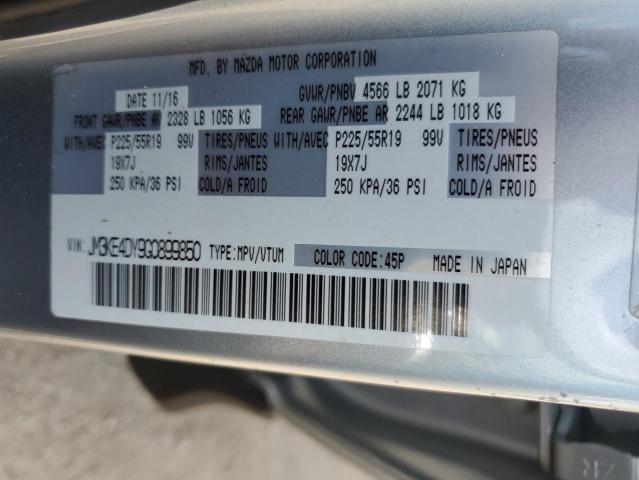 MFD. BY MAZDA MOTOR CORPORATION
DATE 11/16 GVWR/PNBV 4566 LB 2071 KG
FRONT GAWR/PNBE AV 2328 LB 1056 KG REAR GAWR/PNBE AR 2244 LB 1018 KG
WITH/AVEC P225/55R19 99V TIRES/PNEUS WITH/AVEC P225/55R19 99V TIRES/PNEUS
19X7J RIMS/JANTES 19X7J RIMS/JANTES
250 KPA/36 PSI COLD/A FROID 250 KPA/36 PSI COLD/A FROID
VIN: JM3KE4DY9G0899850 TYPE:MPV/VTUM COLOR CODE:45P MADE IN JAPAN